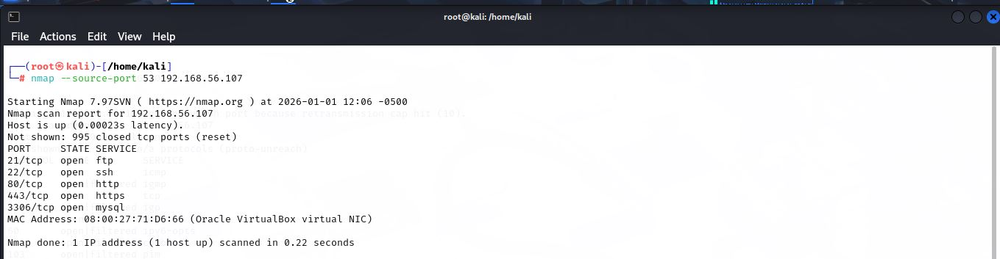 root@kali: /home/kali
File Actions Edit View Help
┌──(root㉿kali)-[/home/kali]
└─# nmap --source-port 53 192.168.56.107
Starting Nmap 7.97SVN ( https://nmap.org ) at 2026-01-01 12:06 -0500
Nmap scan report for 192.168.56.107
Host is up (0.00023s latency).
Not shown: 995 closed tcp ports (reset)
PORT     STATE SERVICE
21/tcp   open  ftp
22/tcp   open  ssh
80/tcp   open  http
443/tcp  open  https
3306/tcp open  mysql
MAC Address: 08:00:27:71:D6:66 (Oracle VirtualBox virtual NIC)
Nmap done: 1 IP address (1 host up) scanned in 0.22 seconds